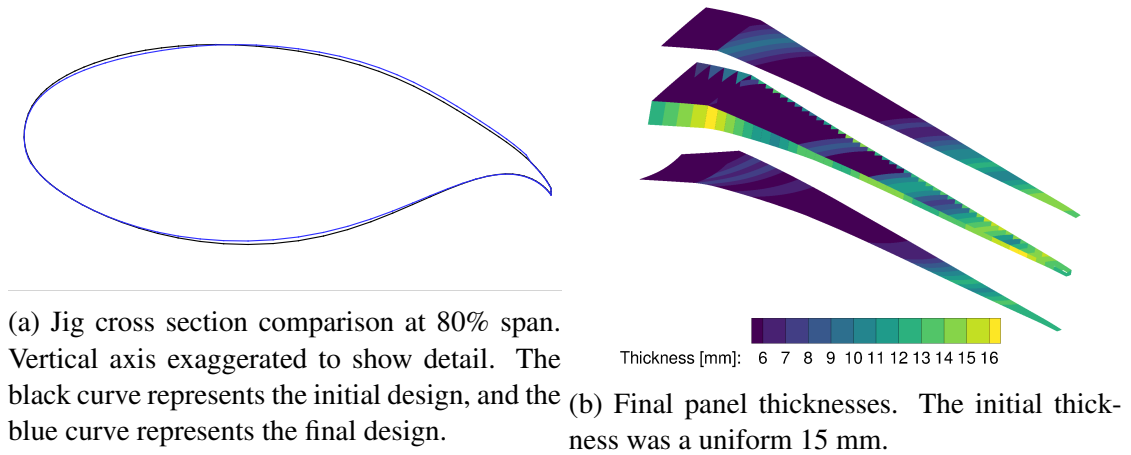 Thickness [mm]: 6 7 8 9 10 11 12 13 14 15 16
(a) Jig cross section comparison at 80% span.
Vertical axis exaggerated to show detail. The
black curve represents the initial design, and the
blue curve represents the final design.
(b) Final panel thicknesses. The initial thick-
ness was a uniform 15 mm.